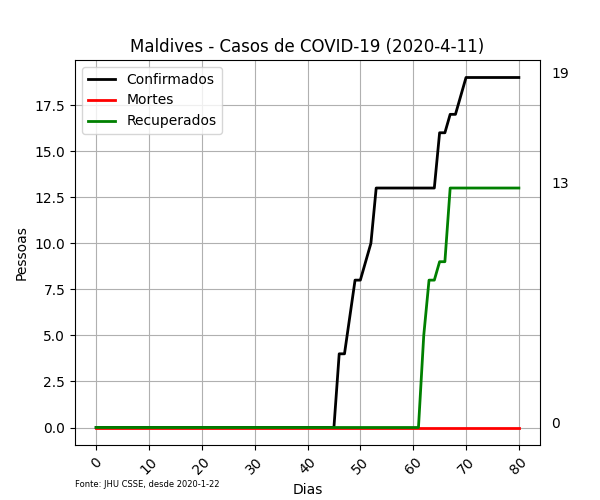 Maldives - Casos de COVID-19 (2020-4-11)
Confirmados
Mortes
Recuperados
19
13
0
Pessoas
17.5
15.0
12.5
10.0
7.5
5.0
2.5
0.0
0 10 20 30 40 50 60 70 80
Dias
Fonte: JHU CSSE, desde 2020-1-22